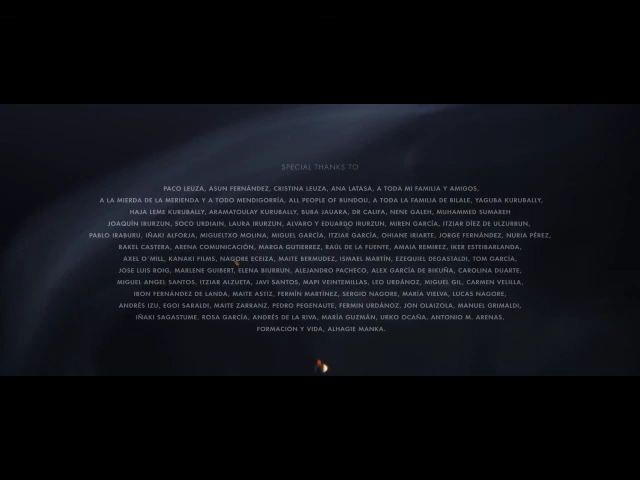 SPECIAL THANKS TO
PACO LEUZA, ASUN FERNÁNDEZ, CRISTINA LEUZA, ANA LATASA, A TODA MI FAMILIA Y AMIGOS,
A LA MIERDA DE LA MERIENDA Y A TODO MENDIGORRÍA, ALL PEOPLE OF BUNDOU, A TODA LA FAMILIA DE BILALE, YAGUBA KURUBALLY,
HAJA LEME KURUBALLY, ARAMATOULAY KURUBALLY, BUBA JAUARA, DR CALIFA, NENE GALEH, MUHAMMED SUMAREH
JOAQUÍN IRURZUN, SOCO URDIAIN, LAURA IRURZUN, ALVARO Y EDUARDO IRURZUN, MIREN GARCÍA, ITZIAR DÍEZ DE ULZURRUN,
PABLO IRABURU, IÑAKI ALFORJA, MIGUELTXO MOLINA, MIGUEL GARCÍA, ITZIAR GARCÍA, OHIANE IRIARTE, JORGE FERNÁNDEZ, NURIA PÉREZ,
RAKEL CASTERA, ARENA COMUNICACIÓN, MARGA GUTIERREZ, RAÚL DE LA FUENTE, AMAIA REMIREZ, IKER ESTEIBARLANDA,
AXEL O'MILL, KANAKI FILMS, NAGORE ECEIZA, MAITE BERMUDEZ, ISMAEL MARTÍN, EZEQUIEL DEGASTALDI, TOM GARCÍA,
JOSE LUIS ROIG, MARLENE GUIBERT, ELENA BIURRUN, ALEJANDRO PACHECO, ALEX GARCÍA DE BIKUÑA, CAROLINA DUARTE,
MIGUEL ANGEL SANTOS, ITZIAR ALZUETA, JAVI SANTOS, MAPI VEINTEMILLAS, LEO URDÁNOZ, MIGUEL GIL, CARMEN VELILLA,
IBON FERNÁNDEZ DE LANDA, MAITE ASTIZ, FERMÍN MARTÍNEZ, SERGIO NAGORE, MARÍA VIELVA, LUCAS NAGORE,
ANDRÉS IZU, EGOI SARALDI, MAITE ZARRANZ, PEDRO PEGENAUTE, FERMIN URDÁNOZ, JON OLAIZOLA, MANUEL GRIMALDI,
IÑAKI SAGASTUME, ROSA GARCÍA, ANDRÉS DE LA RIVA, MARÍA GUZMÁN, URKO OCAÑA, ANTONIO M. ARENAS,
FORMACIÓN Y VIDA, ALHAGIE MANKA.